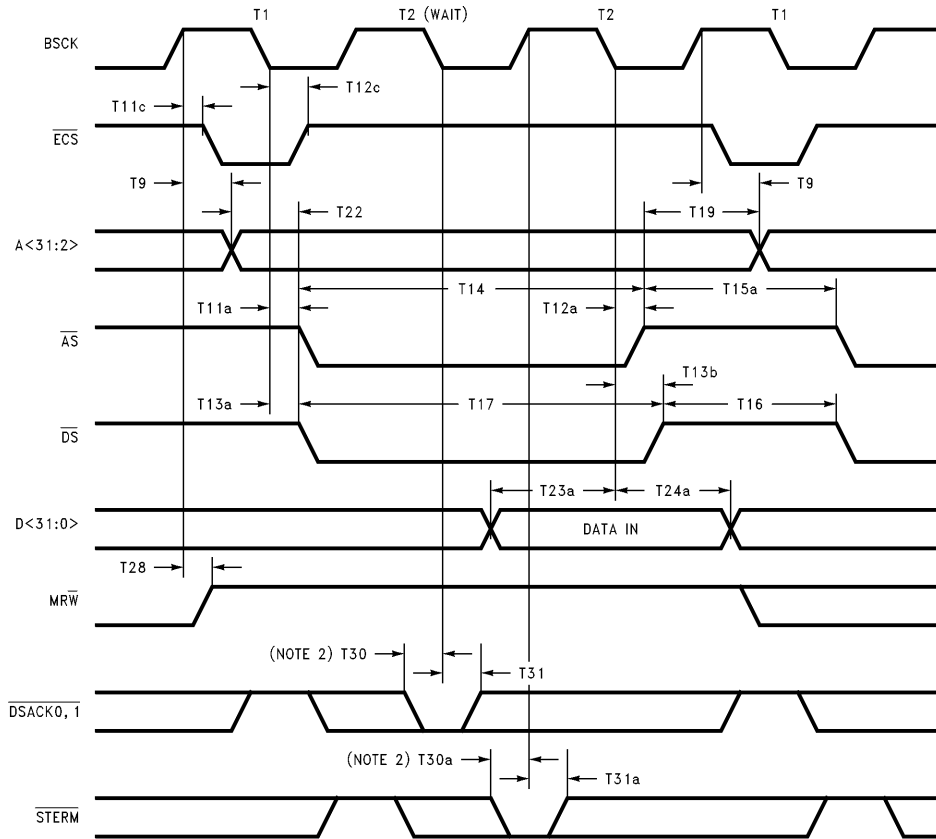 T1 T2 (WAIT) T2 T1
BSCK
T12c
T11c
ECS
T9 T9
T22 T19
A<31:2>
T14 T15a
T11a T12a
AS
T13b
T13a T17 T16
DS
T23a T24a
D<31:0> DATA IN
T28
MRW
(NOTE 2) T30
T31
DSACK0, 1
(NOTE 2) T30a
T31a
STERM